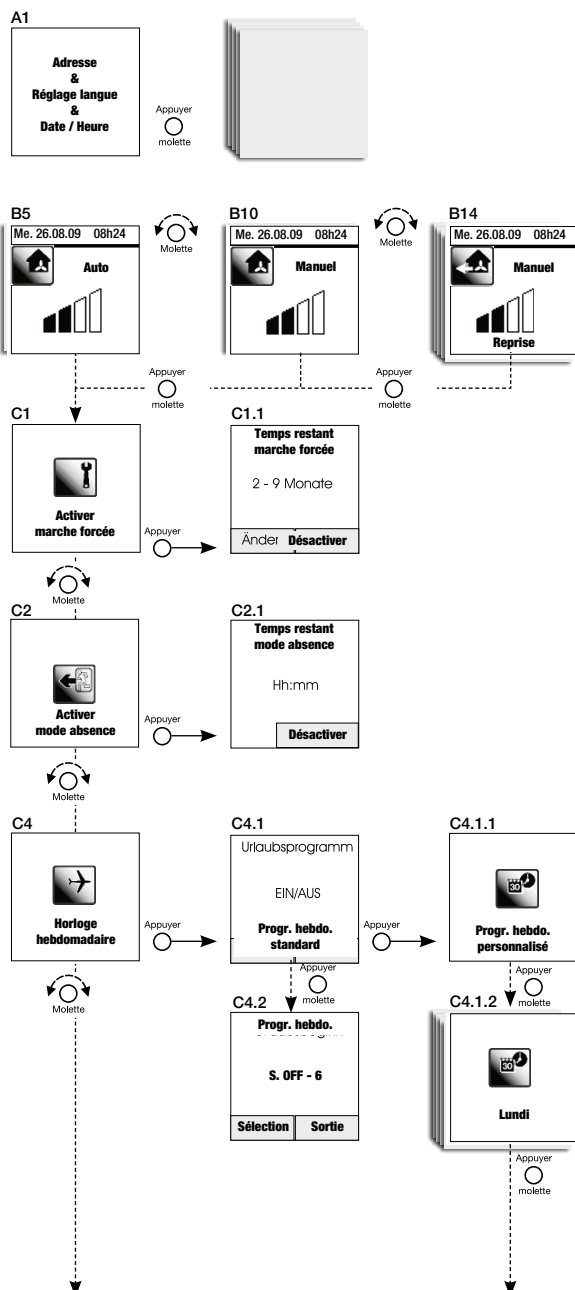 A1
Adresse
&
Réglage langue
&
Date / Heure
Appuyer
molette
B5
Me. 26.08.09 08h24
Auto
Molette
B10
Me. 26.08.09 08h24
Manuel
Molette
B14
Me. 26.08.09 08h24
Manuel
Reprise
Appuyer
molette
Appuyer
molette
C1
Activer
marche forcée
Appuyer
C1.1
Temps restant
marche forcée
2 - 9 Monate
Änder Désactiver
Molette
C2
Activer
mode absence
Appuyer
C2.1
Temps restant
mode absence
Hh:mm
Désactiver
Molette
C4
Horloge
hebdomadaire
Appuyer
C4.1
Urlaubsprogramm
EIN/AUS
Progr. hebdo.
standard
Appuyer
C4.1.1
30
Progr. hebdo.
personnalisé
Molette
Appuyer
molette
Appuyer
molette
C4.2
Progr. hebdo.
S. OFF - 6
Sélection Sortie
C4.1.2
30
Lundi
Appuyer
molette